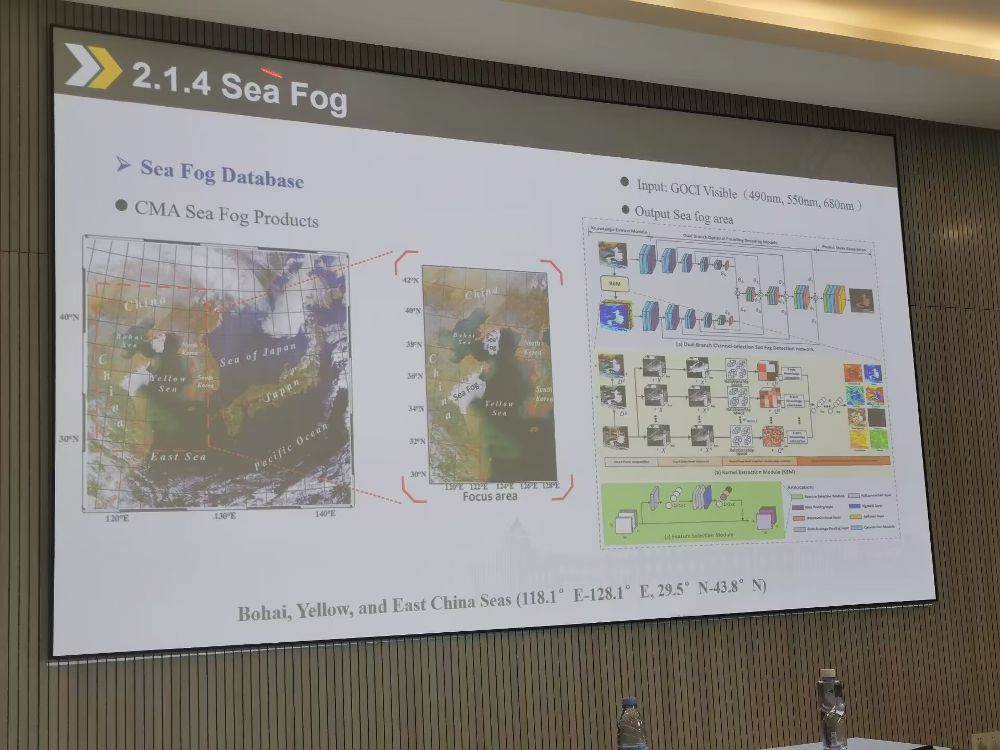 2.1.4 Sea Fog
Sea Fog Database
CMA Sea Fog Products
Input: GOCI Visible（490nm, 550nm, 680nm ）
Output Sea fog area
China
Bohai
Sea
North
Korea
Sea of Japan
China
Yellow
Sea
South
Korea
Japan
Pacific Ocean
East Sea
40°N
30°N
120°E
130°E
140°E
42°N
40°N
38°N
36°N
34°N
32°N
30°N
China
Bohai
Sea
Sea
Fog
North
Korea
China
Sea Fog
Yellow
Sea
South
Korea
120°E 122°E 124°E 126°E 128°E
Focus area
Knowledge Extract Module
Dual Branch Optional Encoding Decoding Module
Predict Mask Generation
KEM
(a) Dual Branch Channel-selection Sea Fog Detection network
Relationship
space
Relationship
space
Relationship
space
(b) Kernel Extraction Module (KEM)
1×1×c
1×1×c
h
w
c
h
w
c
(c) Feature Selection Module
Annotation:
Feature Selection Module
Full connected layer
Max Pooling layer
Sigmoid layer
Deconvolutional layer
Softmax layer
Glob Average Pooling layer
Convolution Module
Bohai, Yellow, and East China Seas (118.1° E-128.1° E, 29.5° N-43.8° N)